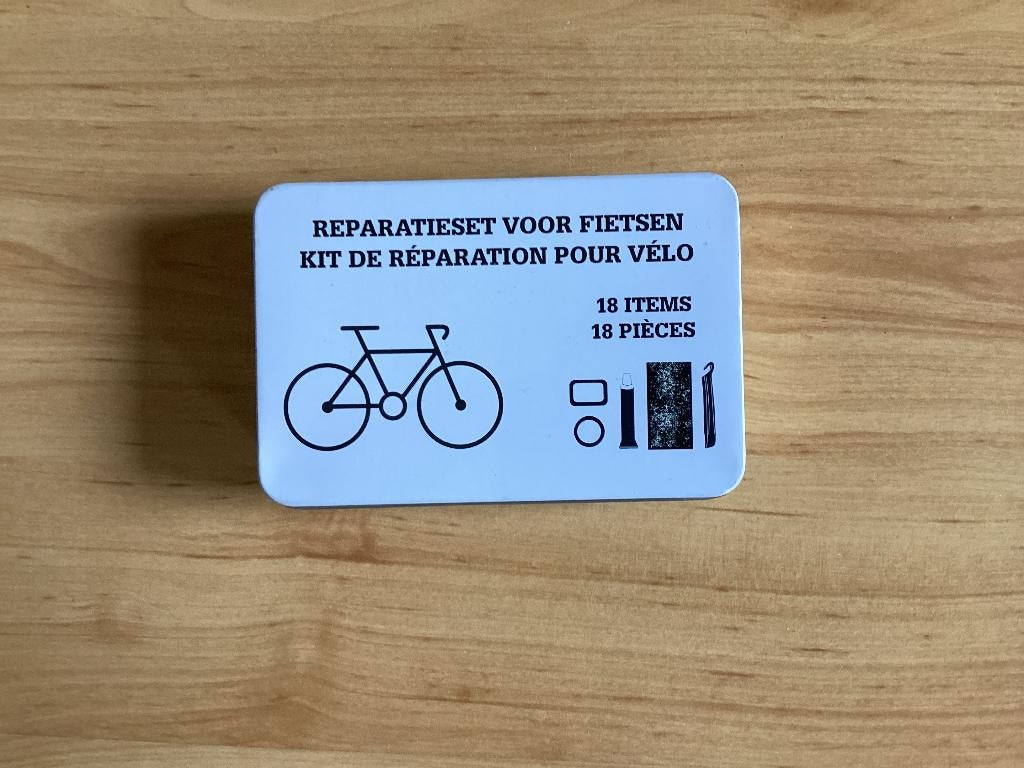 REPARATIESET VOOR FIETSEN
KIT DE RÉPARATION POUR VÉLO
18 ITEMS
18 PIÈCES